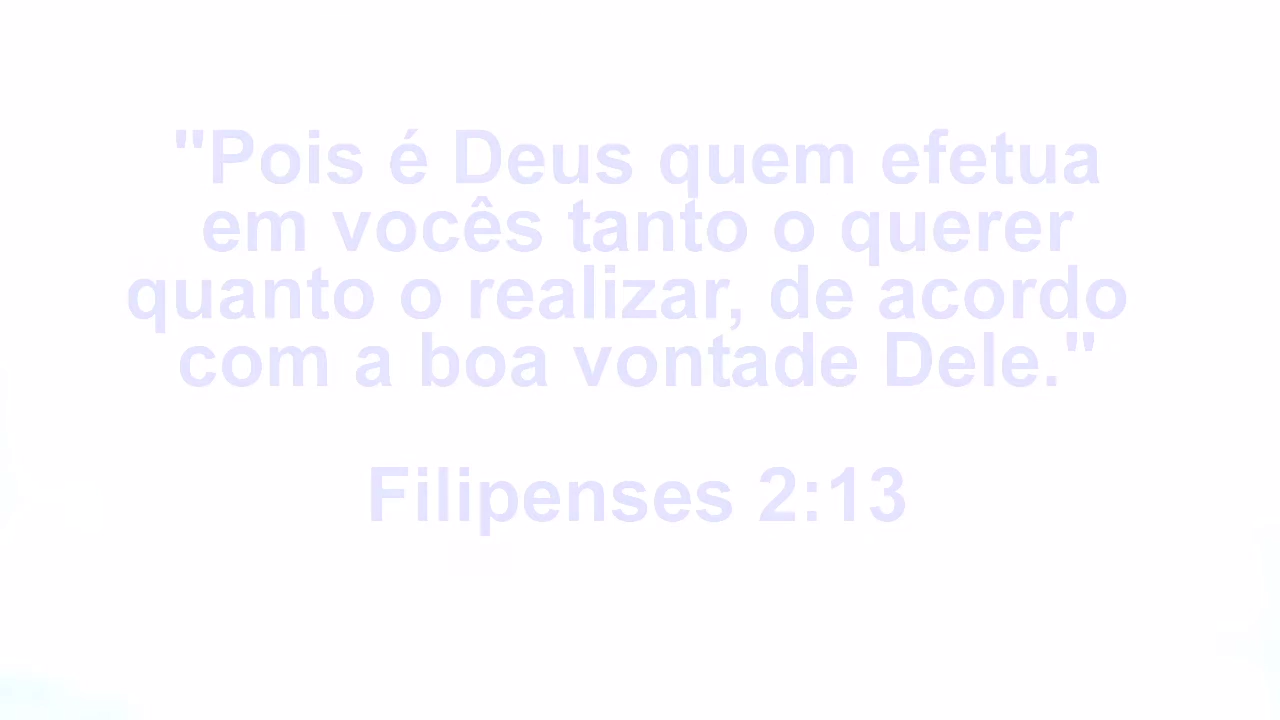 "Pois é Deus quem efetua
em vocês tanto o querer
quanto o realizar, de acordo
com a boa vontade Dele."
Filipenses 2:13